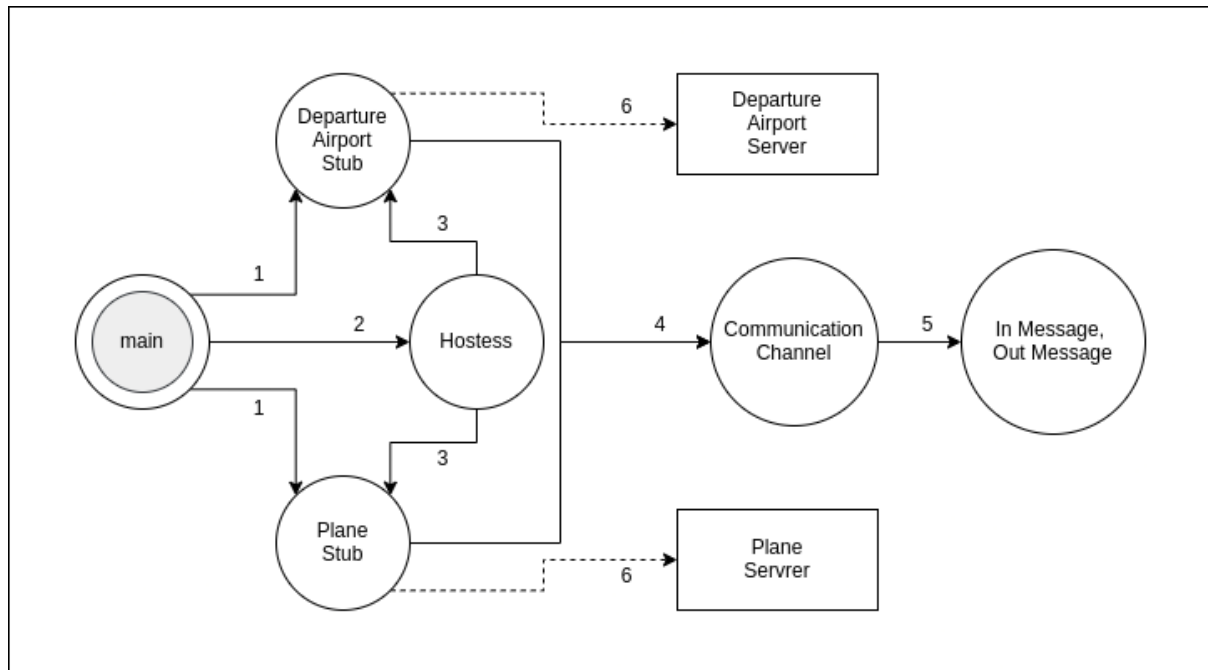 Departure
Airport
Stub
6
Departure
Airport
Server
3
1
main
2
Hostess
4
Communication
Channel
5
In Message,
Out Message
1
3
Plane
Stub
6
Plane
Servrer